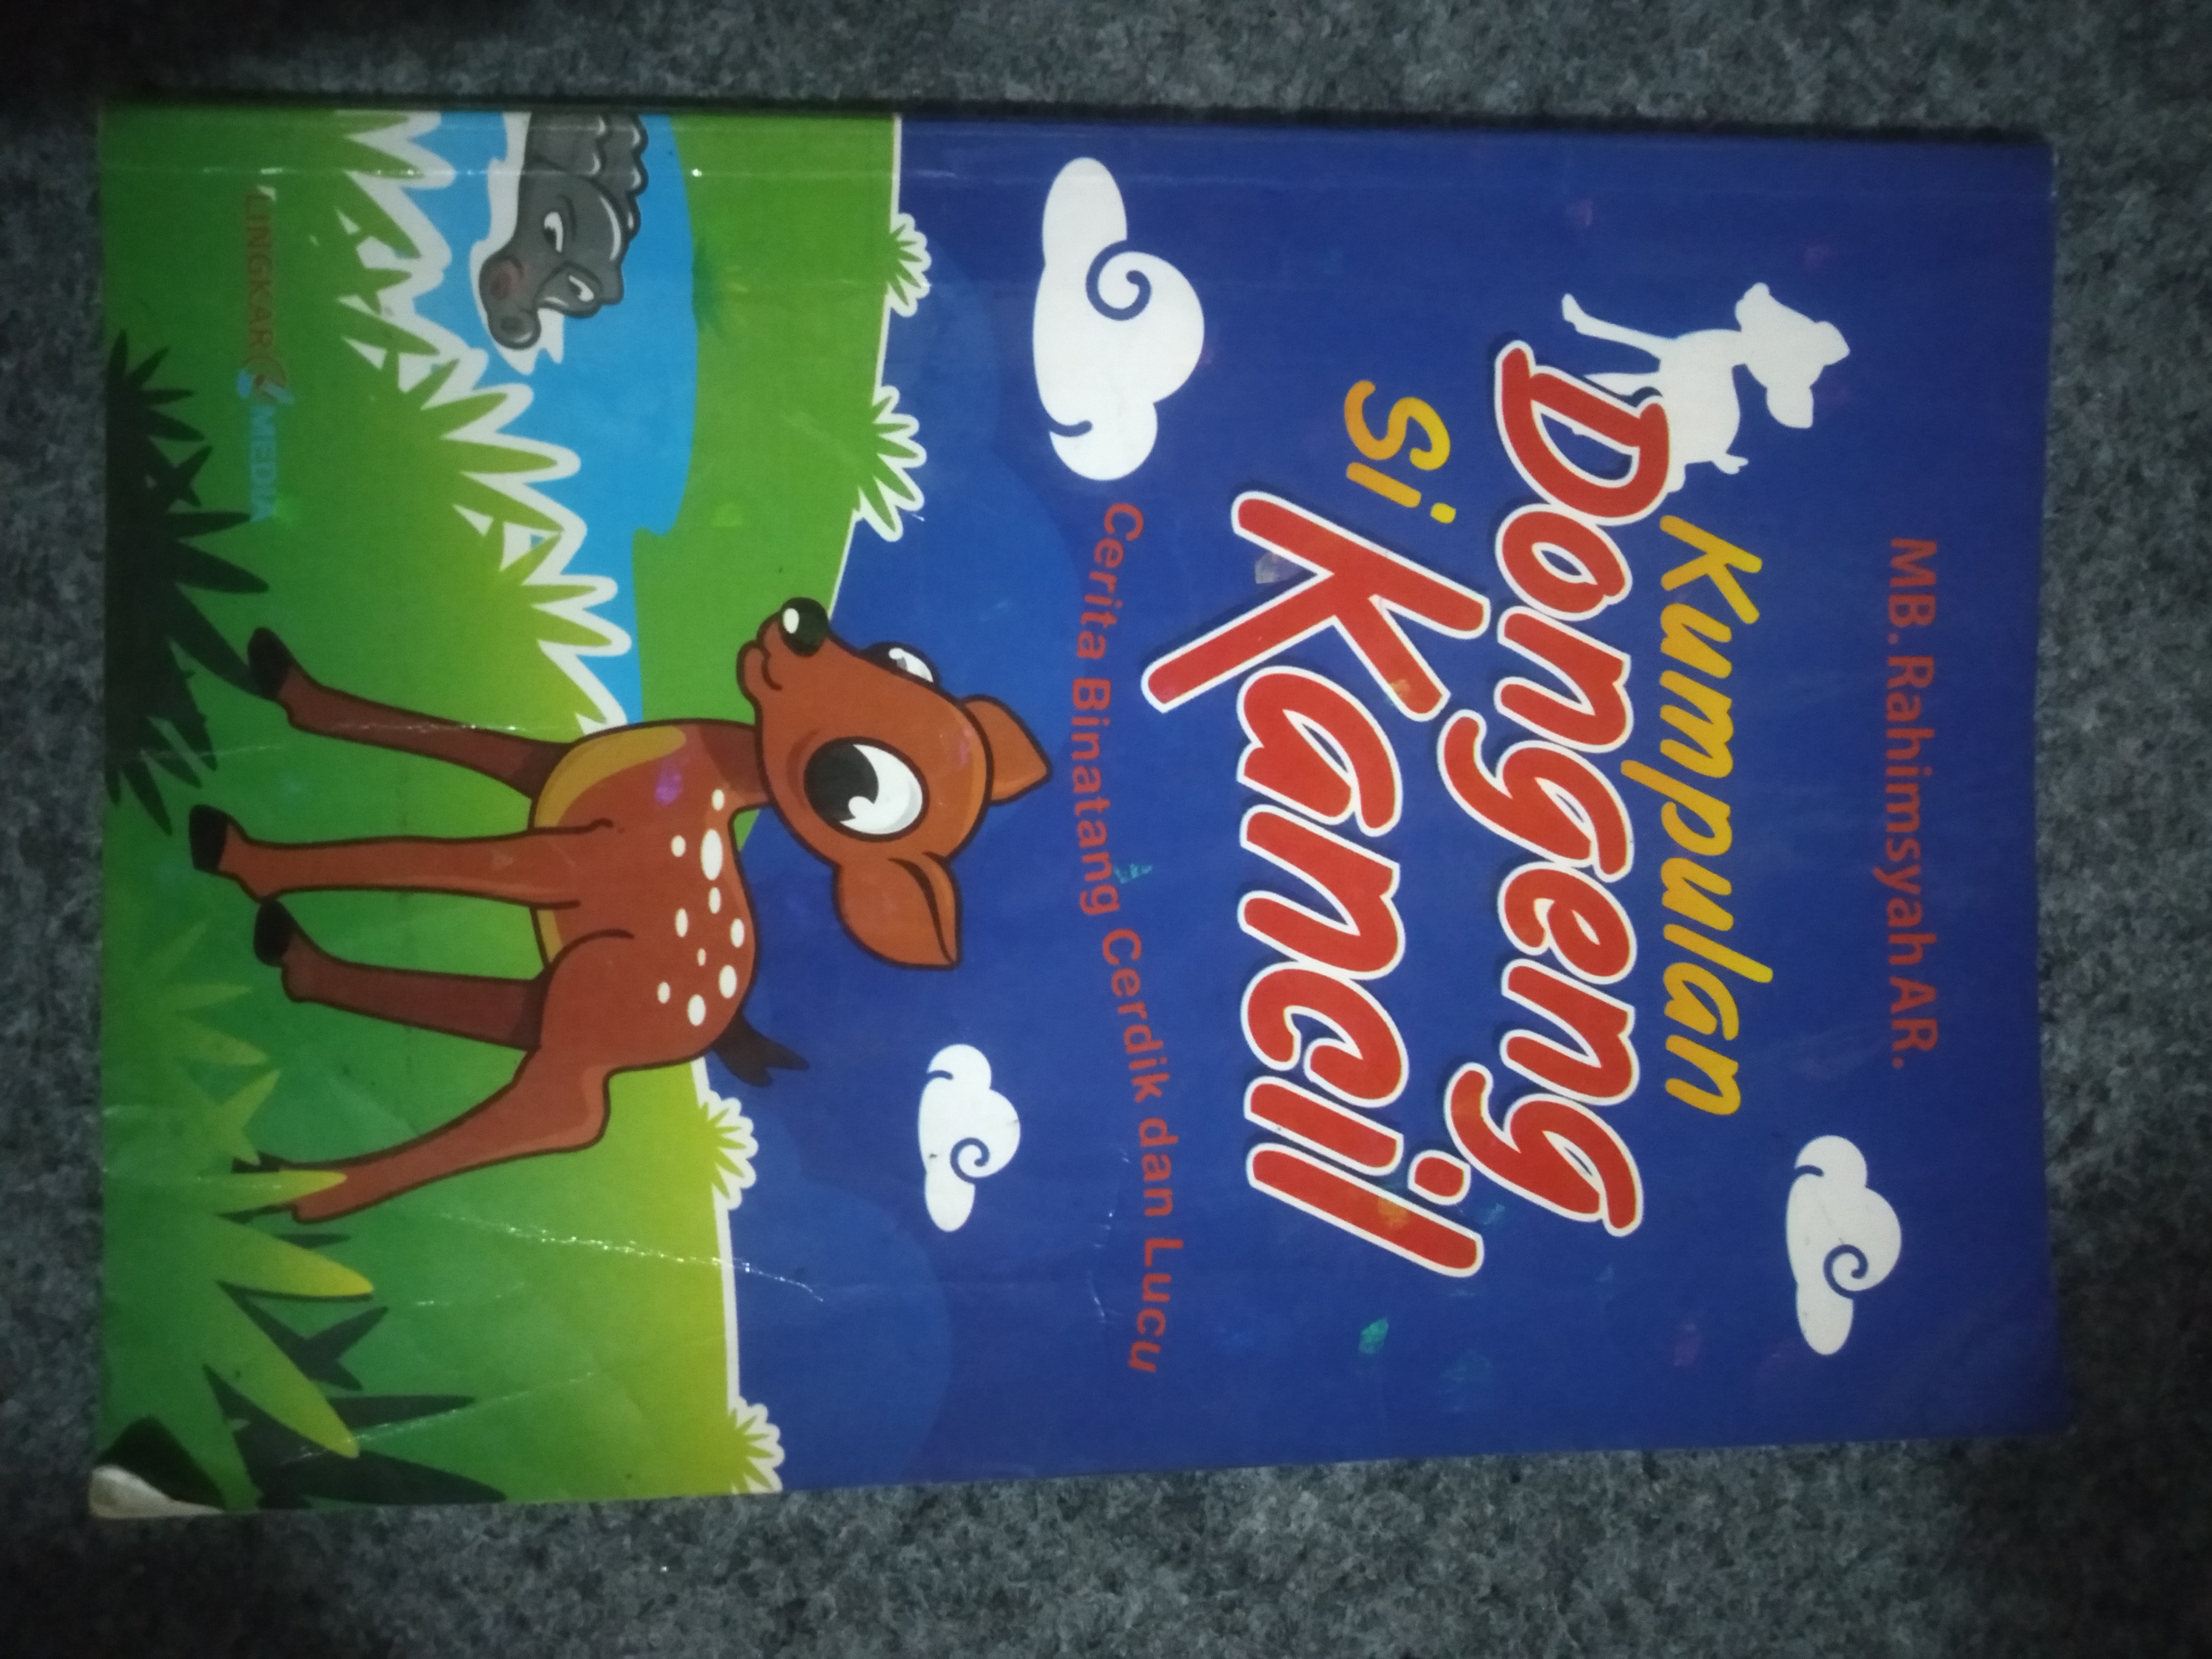 MB. Rahimsyah AR.
Kumpulan
Dongeng
Si
Kancil
Cerita Binatang Cerdik dan Lucu
LINGKAR MEDIA